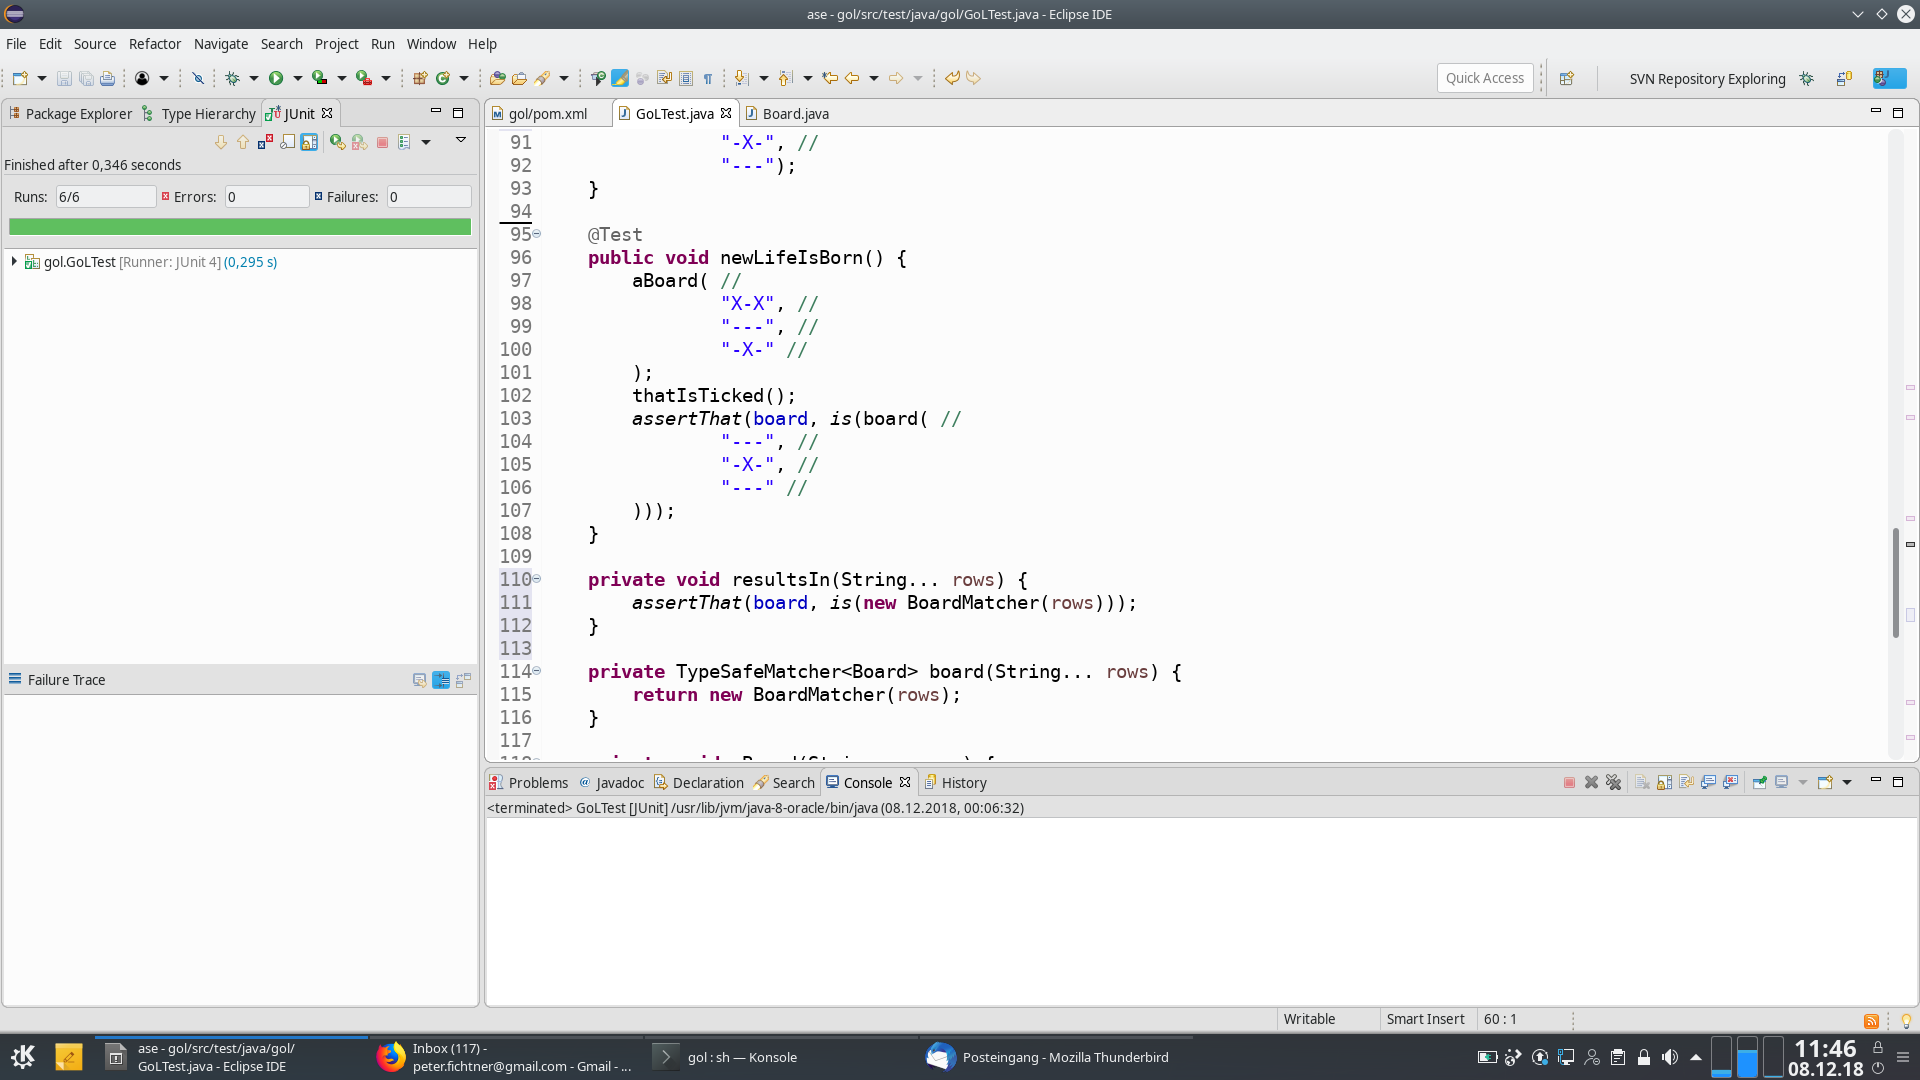 ase - gol/src/test/java/gol/GoLTest.java - Eclipse IDE
File Edit Source Refactor Navigate Search Project Run Window Help
Quick Access
SVN Repository Exploring
Package Explorer Type Hierarchy JUnit
Finished after 0,346 seconds
Runs: 6/6 Errors: 0 Failures: 0
gol.GoLTest [Runner: JUnit 4] (0,295 s)
Failure Trace
gol/pom.xml GoLTest.java Board.java
91 "-X-", //
92 "---");
93 }
94
95 @Test
96 public void newLifeIsBorn() {
97 aBoard( //
98 "X-X", //
99 "---", //
100 "-X-" //
101 );
102 thatIsTicked();
103 assertThat(board, is(board( //
104 "---", //
105 "-X-", //
106 "---" //
107 )));
108 }
109
110 private void resultsIn(String... rows) {
111 assertThat(board, is(new BoardMatcher(rows)));
112 }
113
114 private TypeSafeMatcher<Board> board(String... rows) {
115 return new BoardMatcher(rows);
116 }
117
Problems @ Javadoc Declaration Search Console History
<terminated> GoLTest [JUnit] /usr/lib/jvm/java-8-oracle/bin/java (08.12.2018, 00:06:32)
Writable Smart Insert 60 : 1
ase - gol/src/test/java/gol/
GoLTest.java - Eclipse IDE
Inbox (117) -
peter.fichtner@gmail.com - Gmail - ...
gol : sh — Konsole
Posteingang - Mozilla Thunderbird
11:46
08.12.18